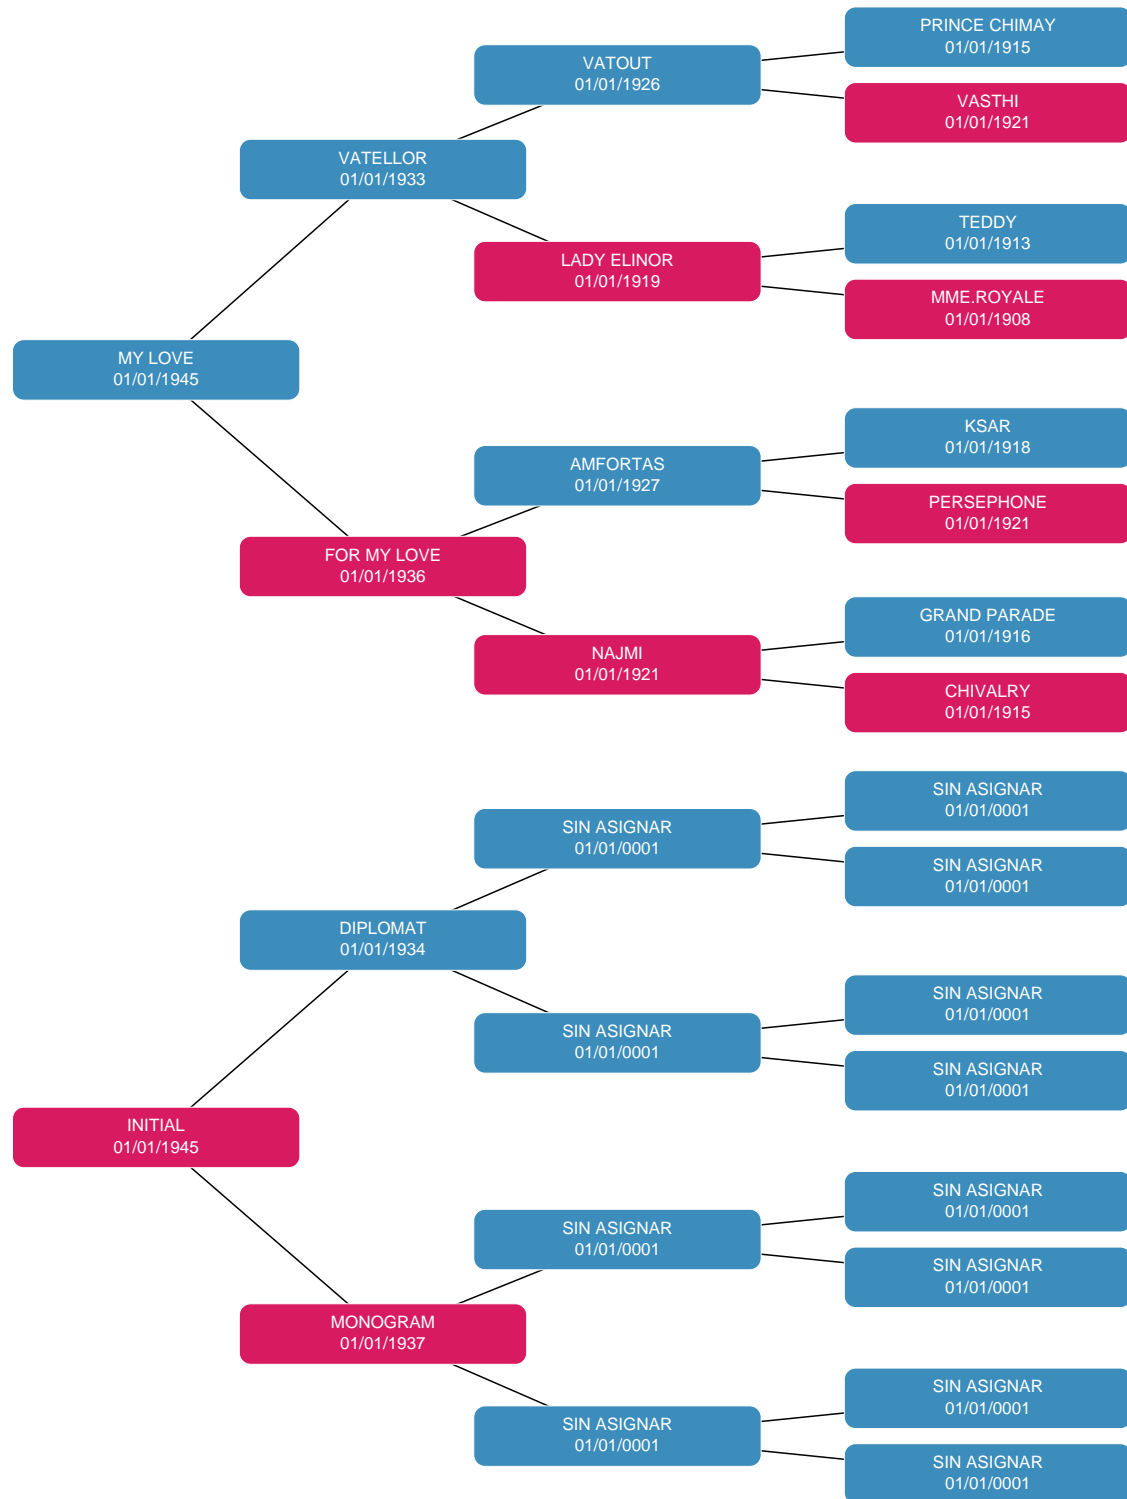 PRINCE CHIMAY
01/01/1915
VATOUT
01/01/1926
VASTHI
01/01/1921
VATELLOR
01/01/1933
TEDDY
01/01/1913
LADY ELINOR
01/01/1919
MME.ROYALE
01/01/1908
MY LOVE
01/01/1945
KSAR
01/01/1918
AMFORTAS
01/01/1927
PERSEPHONE
01/01/1921
FOR MY LOVE
01/01/1936
GRAND PARADE
01/01/1916
NAJMI
01/01/1921
CHIVALRY
01/01/1915
SIN ASIGNAR
01/01/0001
SIN ASIGNAR
01/01/0001
SIN ASIGNAR
01/01/0001
DIPLOMAT
01/01/1934
SIN ASIGNAR
01/01/0001
SIN ASIGNAR
01/01/0001
SIN ASIGNAR
01/01/0001
INITIAL
01/01/1945
SIN ASIGNAR
01/01/0001
SIN ASIGNAR
01/01/0001
SIN ASIGNAR
01/01/0001
MONOGRAM
01/01/1937
SIN ASIGNAR
01/01/0001
SIN ASIGNAR
01/01/0001
SIN ASIGNAR
01/01/0001